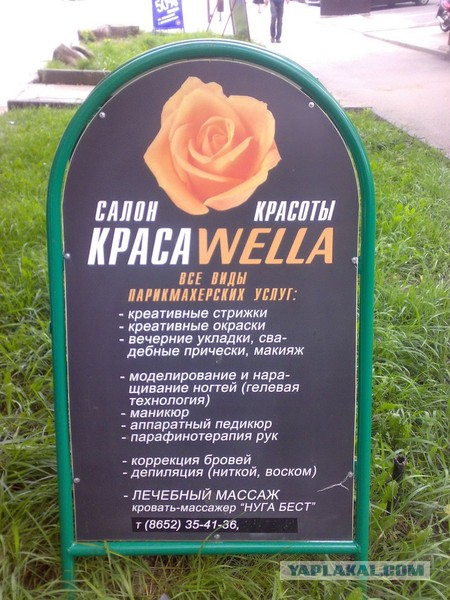 50%
САЛОН КРАСОТЫ
КРАСАWELLA
ВСЕ ВИДЫ
ПАРИКМАХЕРСКИХ УСЛУГ:
- креативные стрижки
- креативные окраски
- вечерние укладки, сва-
дебные прически, макияж
- моделирование и нара-
щивание ногтей (гелевая
технология)
- маникюр
- аппаратный педикюр
- парафинотерапия рук
- коррекция бровей
- депиляция (ниткой, воском)
- ЛЕЧЕБНЫЙ МАССАЖ
кровать-массажер "НУГА БЕСТ"
т (8652) 35-41-36,
YAPLAKAL.COM